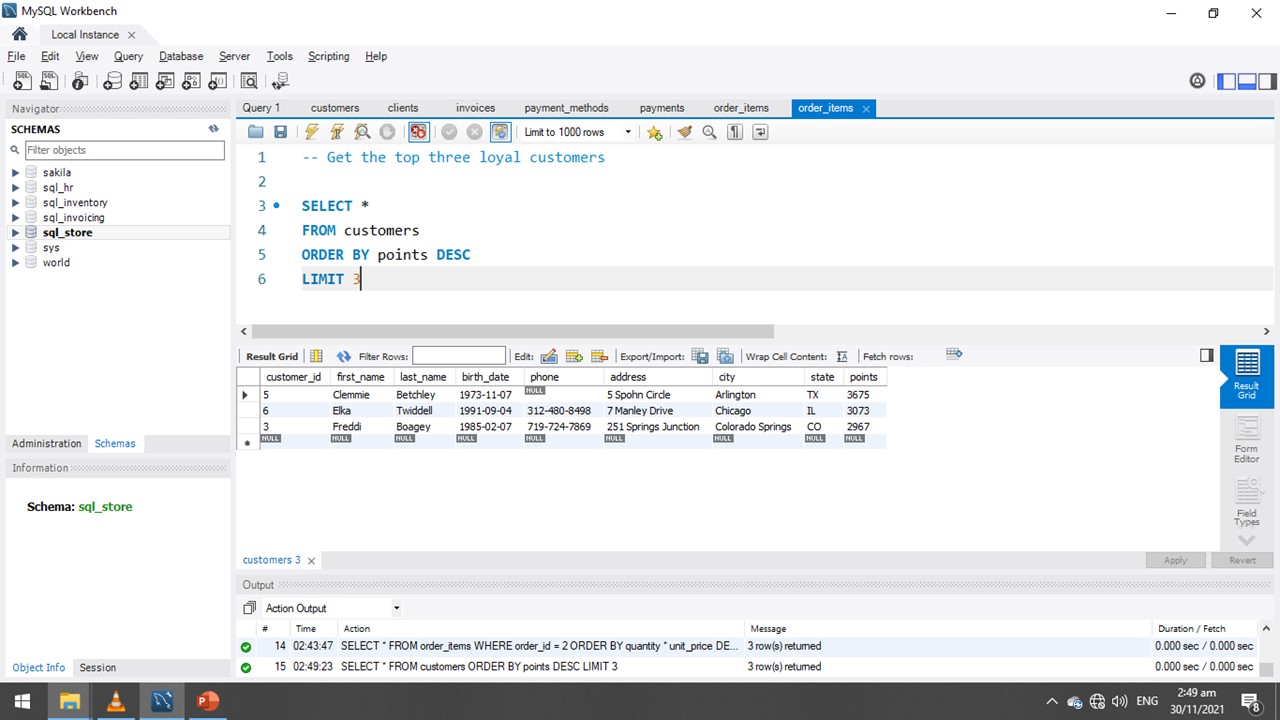 MySQL Workbench
Local Instance
File Edit View Query Database Server Tools Scripting Help
Navigator
SCHEMAS
Filter objects
sakila
sql_hr
sql_inventory
sql_invoicing
sql_store
sys
world
Administration Schemas
Information
Schema: sql_store
Object Info Session
Query 1 customers clients invoices payment_methods payments order_items order_items
Limit to 1000 rows
1 -- Get the top three loyal customers
2
3 SELECT *
4 FROM customers
5 ORDER BY points DESC
6 LIMIT 3
Result Grid Filter Rows: Edit: Export/Import: Wrap Cell Content: Fetch rows:
customer_id first_name last_name birth_date phone address city state points
5 Clemmie Betchley 1973-11-07 NULL 5 Spohn Circle Arlington TX 3675
6 Elka Twiddell 1991-09-04 312-480-8498 7 Manley Drive Chicago IL 3073
3 Freddi Boagey 1985-02-07 719-724-7869 251 Springs Junction Colorado Springs CO 2967
NULL NULL NULL NULL NULL NULL NULL NULL NULL
Result
Grid
Form
Editor
Field
Types
customers 3
Apply Revert
Output
Action Output
# Time Action Message Duration / Fetch
14 02:43:47 SELECT * FROM order_items WHERE order_id = 2 ORDER BY quantity * unit_price DE... 3 row(s) returned 0.000 sec / 0.000 sec
15 02:49:23 SELECT * FROM customers ORDER BY points DESC LIMIT 3 3 row(s) returned 0.000 sec / 0.000 sec
ENG
2:49 am
30/11/2021
8